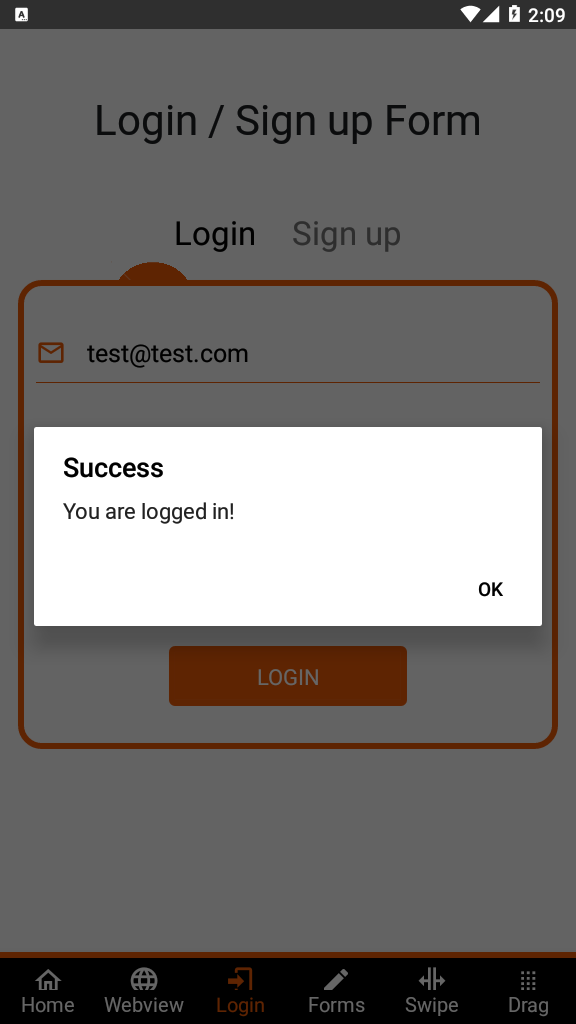 2:09
Login / Sign up Form
Login Sign up
test@test.com
Success
You are logged in!
OK
LOGIN
Home Webview Login Forms Swipe Drag